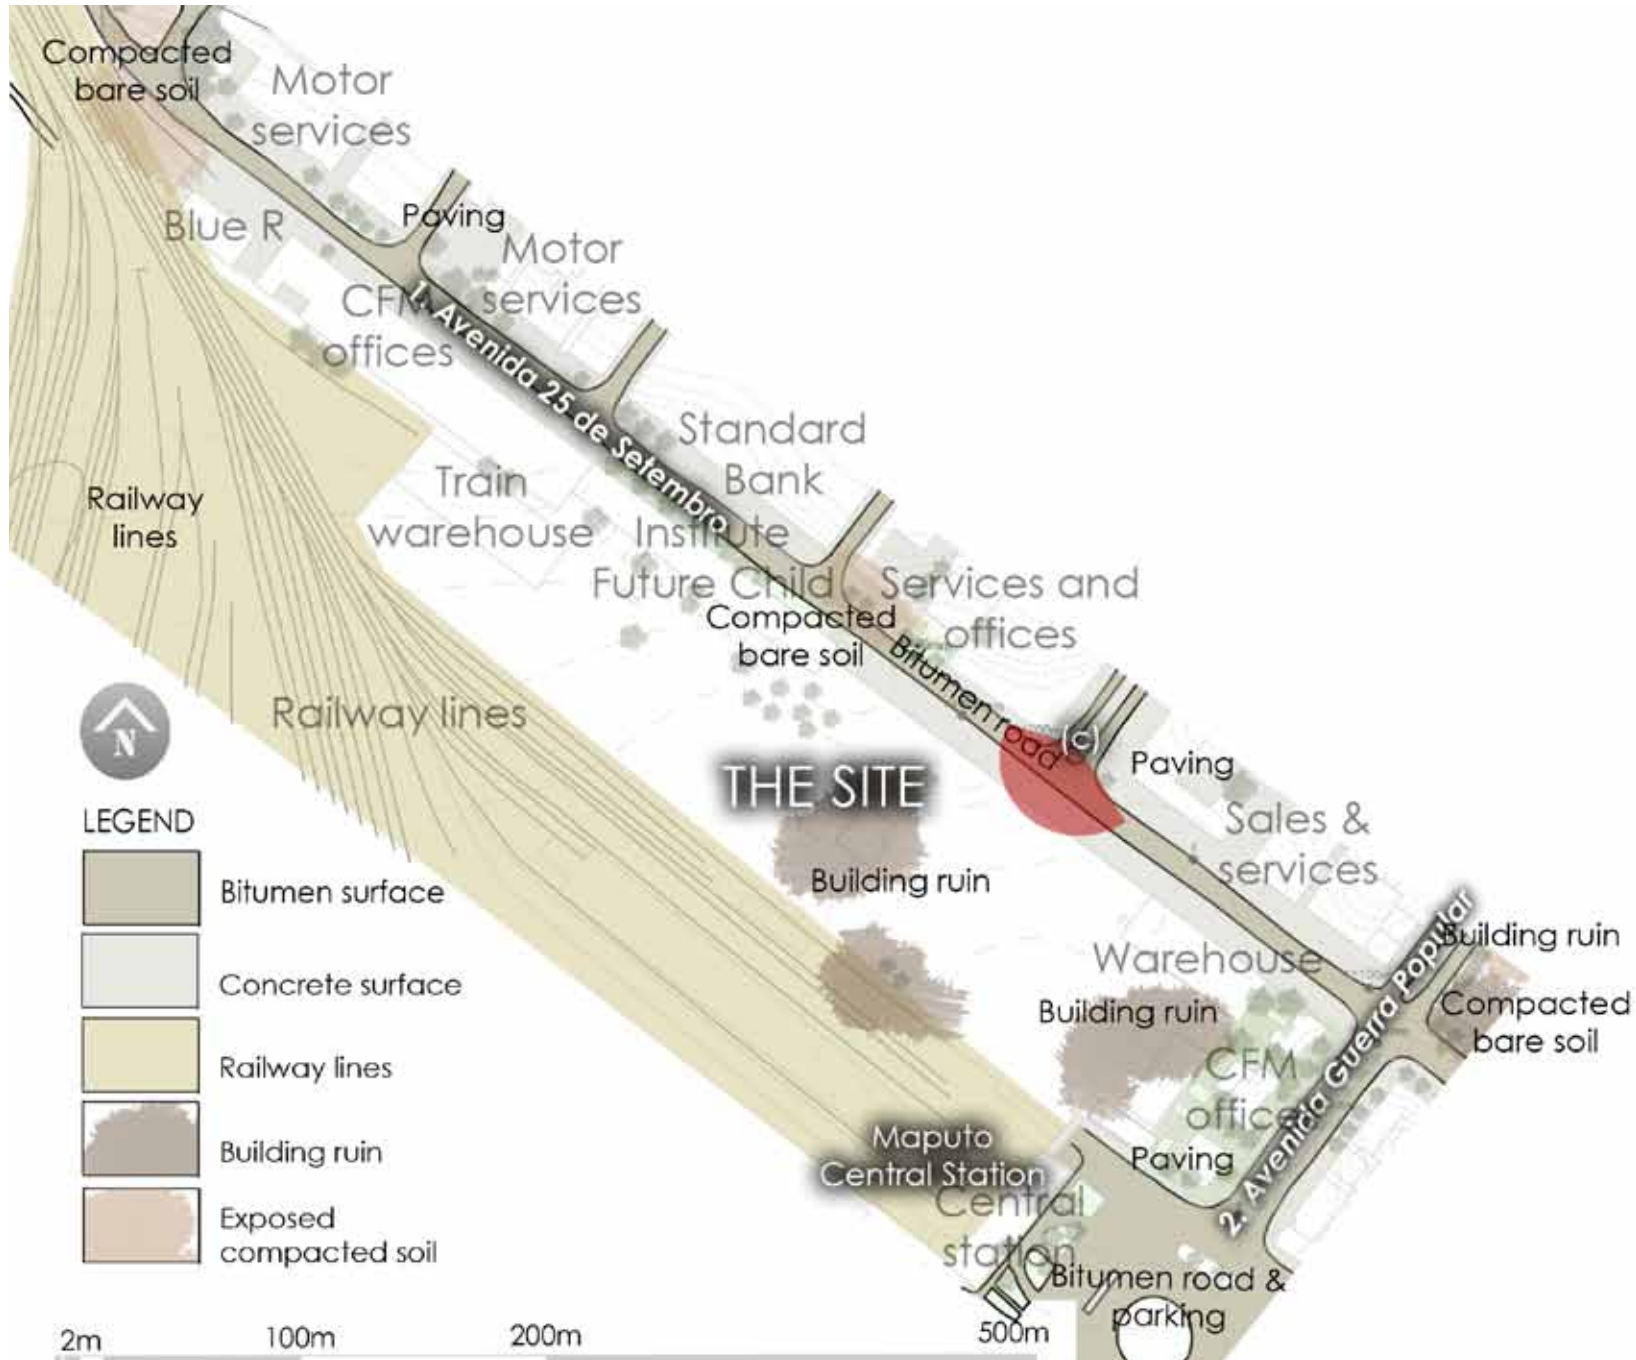 Compacted
bare soil
Motor
services
Blue R
Paving
Motor
services
CFM
offices
1. Avenida 25 de Setembro
Standard
Bank
Train
warehouse
Institute
Future Child
Railway
lines
Services and
offices
Compacted
bare soil
Bitumen road
(c)
Railway lines
N
THE SITE
Paving
Sales &
services
LEGEND
Bitumen surface
Concrete surface
Railway lines
Building ruin
Exposed
compacted soil
Building ruin
Warehouse
Building ruin
Building ruin
Compacted
bare soil
CFM
office
2. Avenida Guerra Popular
Paving
Maputo
Central Station
Central
station
Bitumen road &
parking
2m
100m
200m
500m